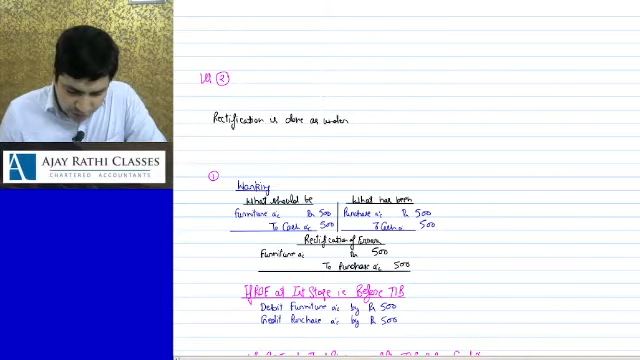 AJAY RATHI CLASSES
CHARTERED ACCOUNTANTS
②
Rectification is done as under
① Working
What should be What has been
Furniture a/c Dr 500 Purchase a/c Dr 500
To Cash a/c 500 To Cash a/c 500
Rectification of Errors
Furniture a/c Dr 500
To Purchase a/c 500
If ROE at Ist Stage i.e Before T/B
Debit Furniture a/c by Rs 500
Credit Purchase a/c by Rs 500